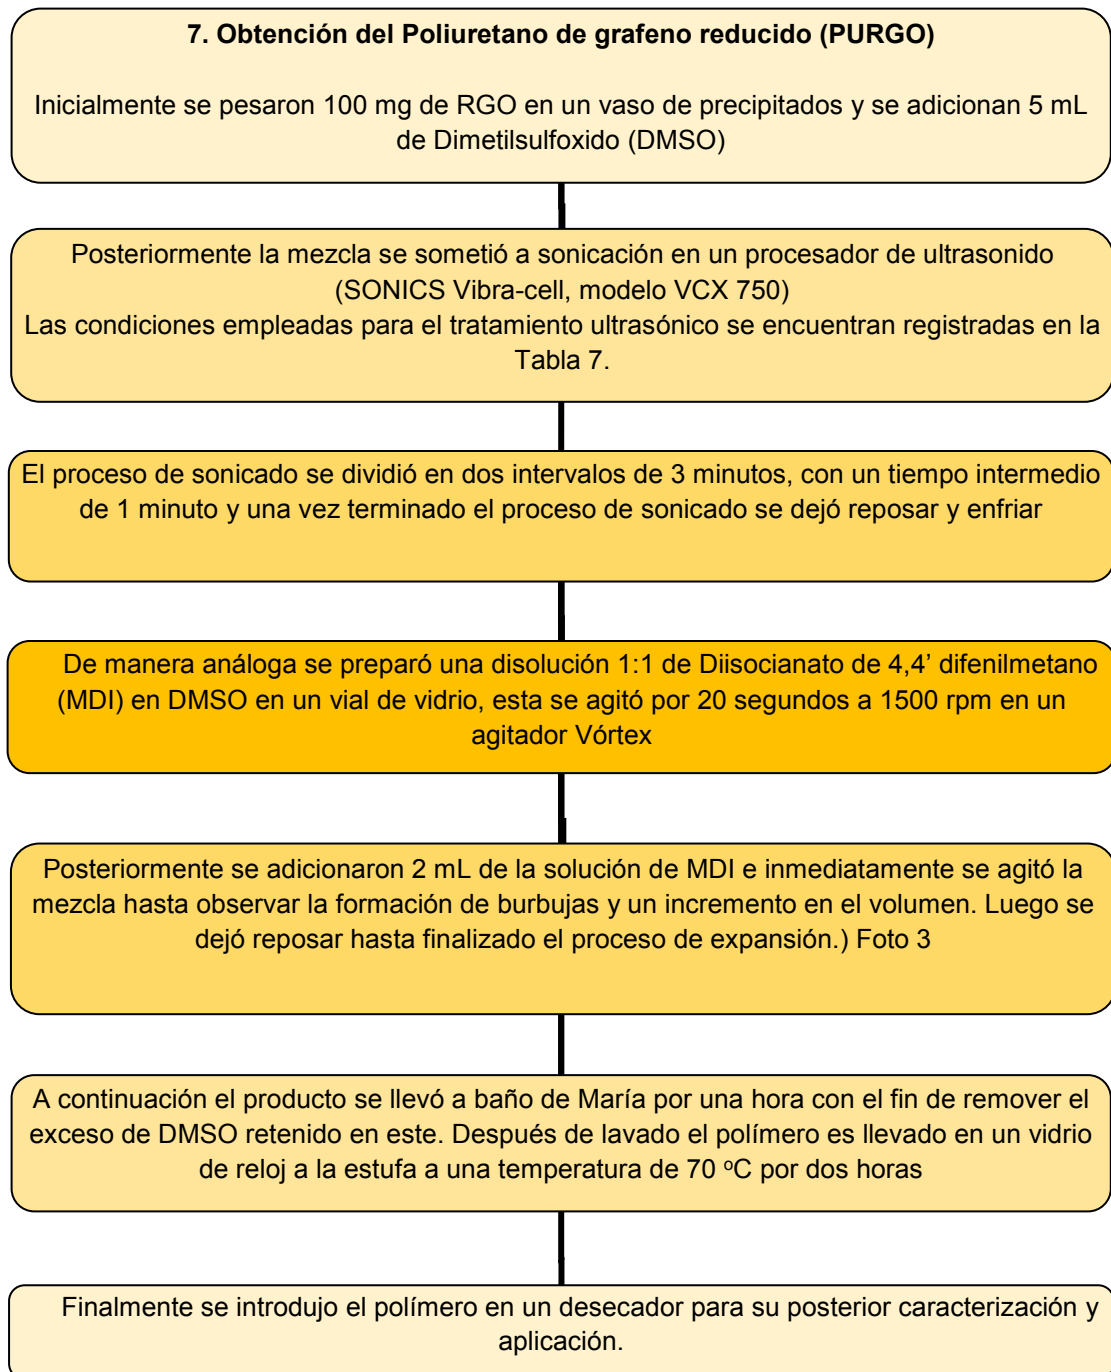 7. Obtención del Poliuretano de grafeno reducido (PURGO)
Inicialmente se pesaron 100 mg de RGO en un vaso de precipitados y se adicionan 5 mL
de Dimetilsulfoxido (DMSO)
Posteriormente la mezcla se sometió a sonicación en un procesador de ultrasonido
(SONICS Vibra-cell, modelo VCX 750)
Las condiciones empleadas para el tratamiento ultrasónico se encuentran registradas en la
Tabla 7.
El proceso de sonicado se dividió en dos intervalos de 3 minutos, con un tiempo intermedio
de 1 minuto y una vez terminado el proceso de sonicado se dejó reposar y enfriar
De manera análoga se preparó una disolución 1:1 de Diisocianato de 4,4’ difenilmetano
(MDI) en DMSO en un vial de vidrio, esta se agitó por 20 segundos a 1500 rpm en un
agitador Vórtex
Posteriormente se adicionaron 2 mL de la solución de MDI e inmediatamente se agitó la
mezcla hasta observar la formación de burbujas y un incremento en el volumen. Luego se
dejó reposar hasta finalizado el proceso de expansión.) Foto 3
A continuación el producto se llevó a baño de María por una hora con el fin de remover el
exceso de DMSO retenido en este. Después de lavado el polímero es llevado en un vidrio
de reloj a la estufa a una temperatura de 70 ºC por dos horas
Finalmente se introdujo el polímero en un desecador para su posterior caracterización y
aplicación.